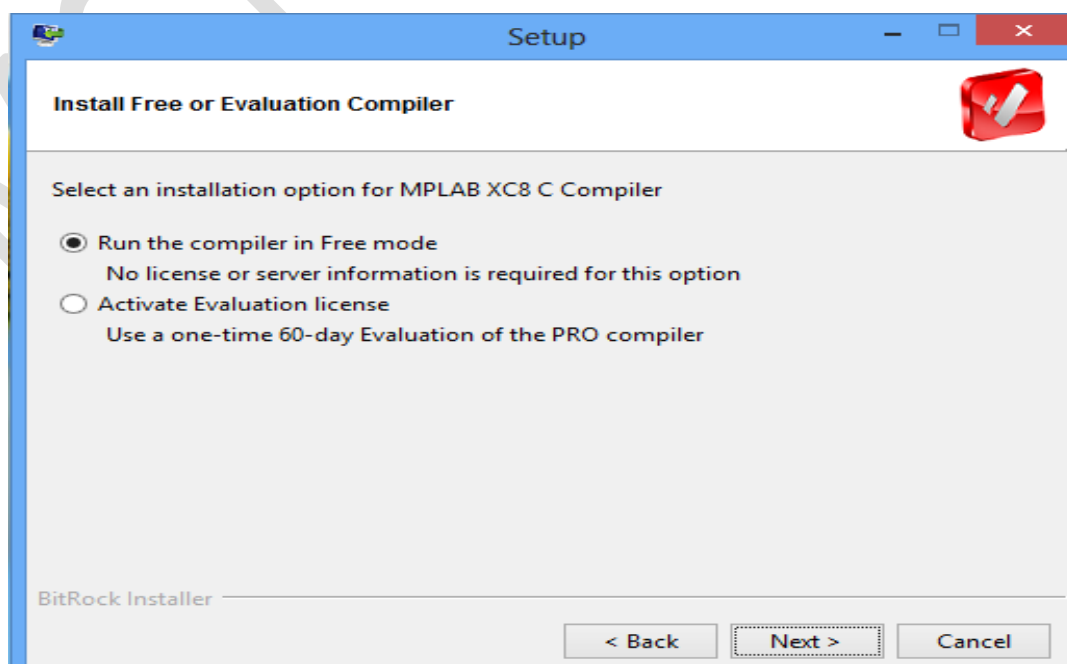 Setup
Install Free or Evaluation Compiler
Select an installation option for MPLAB XC8 C Compiler
Run the compiler in Free mode
No license or server information is required for this option
Activate Evaluation license
Use a one-time 60-day Evaluation of the PRO compiler
BitRock Installer
< Back Next > Cancel